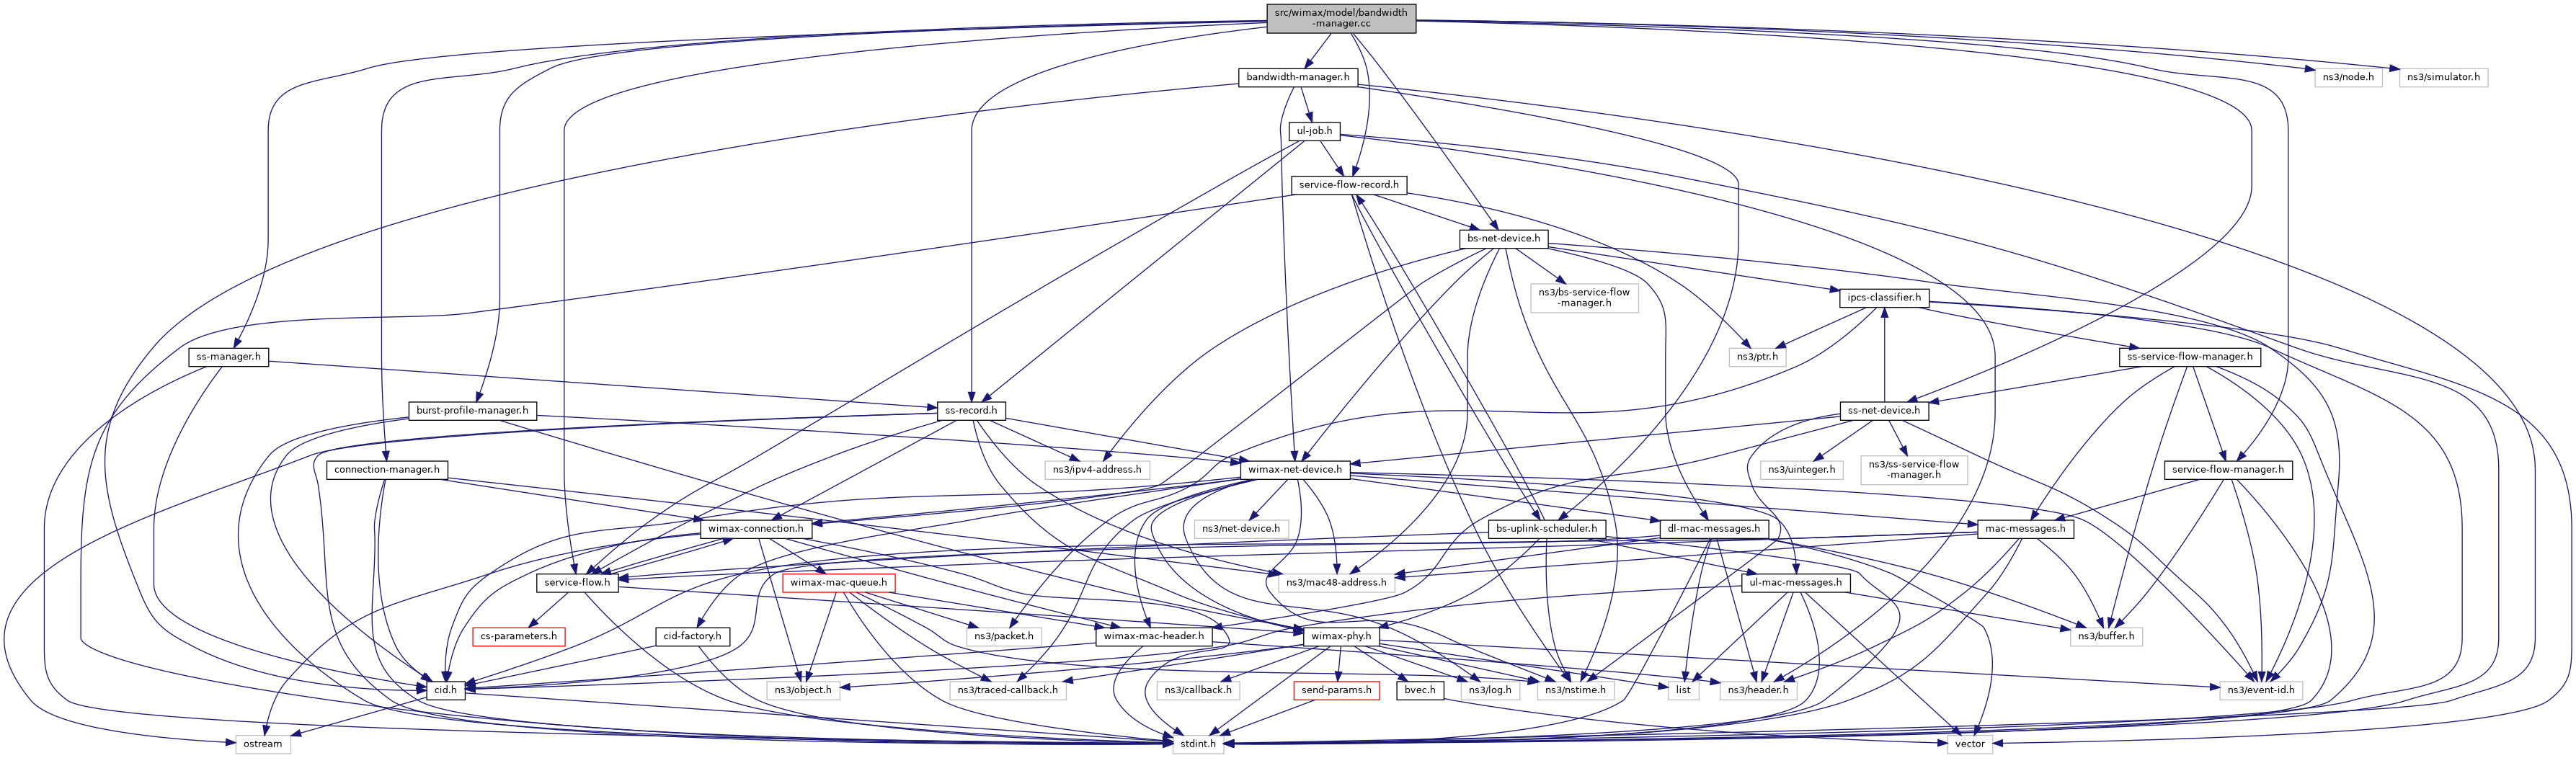 src/wimax/model/bandwidth
-manager.cc
bandwidth-manager.h
ns3/node.h
ns3/simulator.h
ul-job.h
service-flow-record.h
bs-net-device.h
ns3/bs-service-flow
-manager.h
ipcs-classifier.h
ss-manager.h
ns3/ptr.h
ss-service-flow-manager.h
burst-profile-manager.h
ss-record.h
ss-net-device.h
connection-manager.h
ns3/ipv4-address.h
wimax-net-device.h
ns3/uinteger.h
ns3/ss-service-flow
-manager.h
service-flow-manager.h
wimax-connection.h
ns3/net-device.h
bs-uplink-scheduler.h
dl-mac-messages.h
mac-messages.h
service-flow.h
wimax-mac-queue.h
ns3/mac48-address.h
ul-mac-messages.h
cs-parameters.h
cid-factory.h
ns3/packet.h
wimax-mac-header.h
wimax-phy.h
ns3/buffer.h
cid.h
ns3/object.h
ns3/traced-callback.h
ns3/callback.h
send-params.h
bvec.h
ns3/log.h
ns3/nstime.h
list
ns3/header.h
ns3/event-id.h
ostream
stdint.h
vector